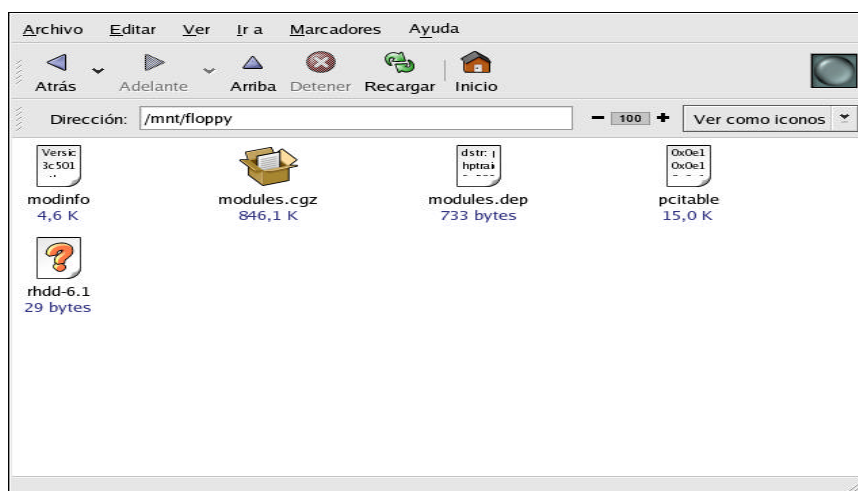 Archivo Editar Ver Ir a Marcadores Ayuda
Atrás Adelante Arriba Detener Recargar Inicio
Dirección: /mnt/floppy 100 Ver como iconos
Versic
3c501
modinfo
4,6 K
modules.cgz
846,1 K
dstr: |
hptrai
modules.dep
733 bytes
0x0e1
0x0e1
pcitable
15,0 K
rhdd-6.1
29 bytes